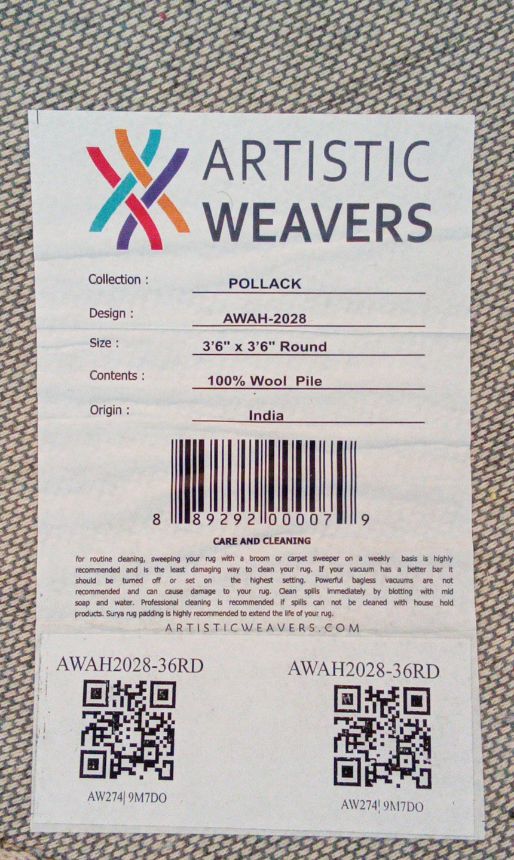 ARTISTIC
WEAVERS
Collection : POLLACK
Design : AWAH-2028
Size : 3'6" x 3'6" Round
Contents : 100% Wool Pile
Origin : India
8 89292 00007 9
CARE AND CLEANING
for routine cleaning, sweeping your rug with a broom or carpet sweeper on a weekly basis is highly
recommended and is the least damaging way to clean your rug. If your vacuum has a better bar it
should be turned off or set on the highest setting. Powerful bagless vacuums are not
recommended and can cause damage to your rug. Clean spills immediately by blotting with mid
soap and water. Professional cleaning is recommended if spills can not be cleaned with house hold
products. Surya rug padding is highly recommended to extend the life of your rug.
ARTISTICWEAVERS.COM
AWAH2028-36RD AWAH2028-36RD
AW274| 9M7DO AW274| 9M7DO